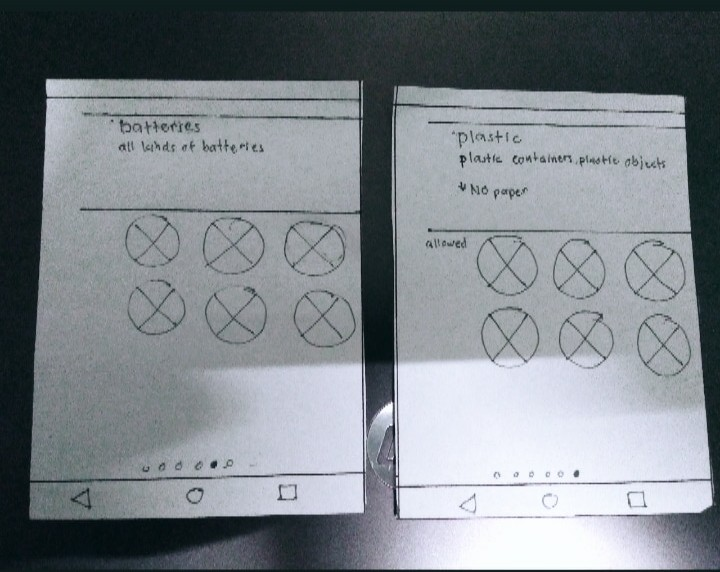 batteries
all kinds of batteries
plastic
plastic containers, plastic objects
* No paper
allowed